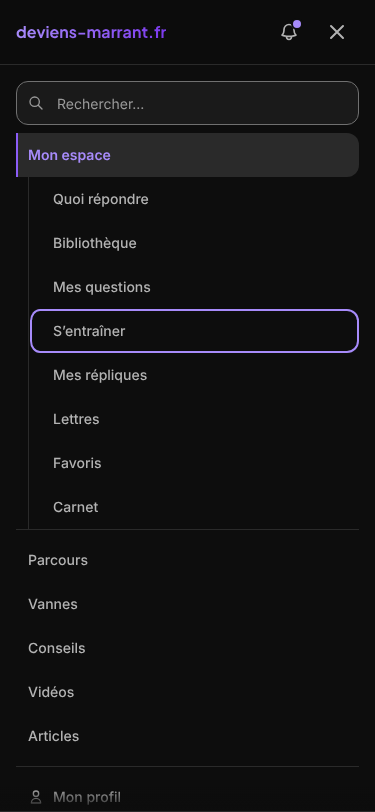 deviens-marrant.fr
Rechercher...
Mon espace
Quoi répondre
Bibliothèque
Mes questions
S’entraîner
Mes répliques
Lettres
Favoris
Carnet
Parcours
Vannes
Conseils
Vidéos
Articles
Mon profil